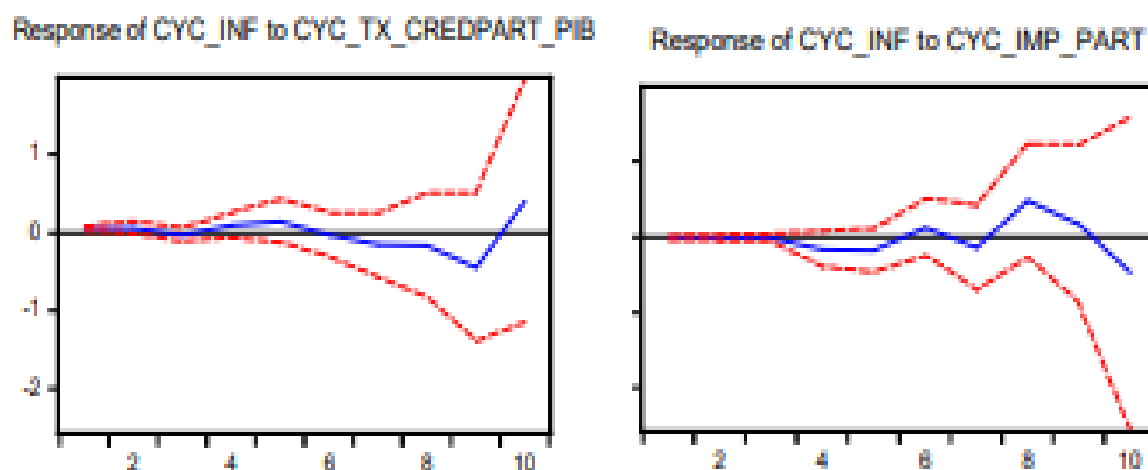 Response of CYC_INF to CYC_TX_CREDPART_PIB
1
0
-1
-2
2 4 6 8 10
Response of CYC_INF to CYC_IMP_PART
2 4 6 8 10